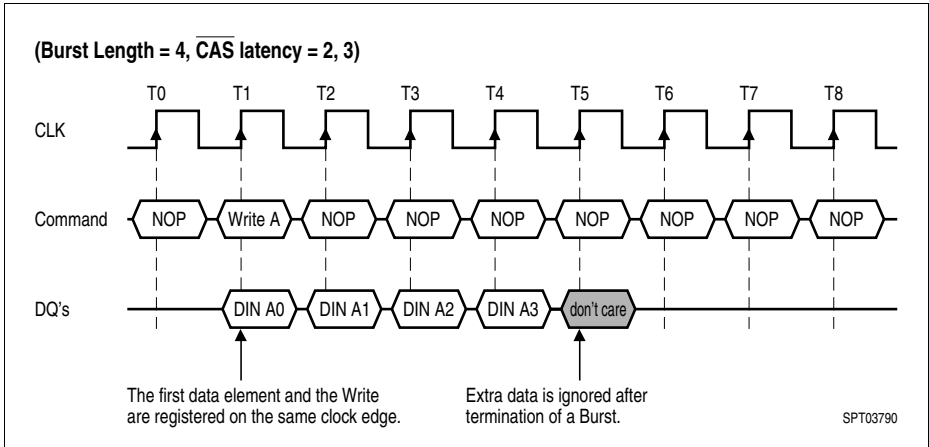 (Burst Length = 4, CAS latency = 2, 3)
T0 T1 T2 T3 T4 T5 T6 T7 T8
CLK
Command NOP Write A NOP NOP NOP NOP NOP NOP NOP
DQ's DIN A0 DIN A1 DIN A2 DIN A3 don't care
The first data element and the Write
are registered on the same clock edge.
Extra data is ignored after
termination of a Burst.
SPT03790